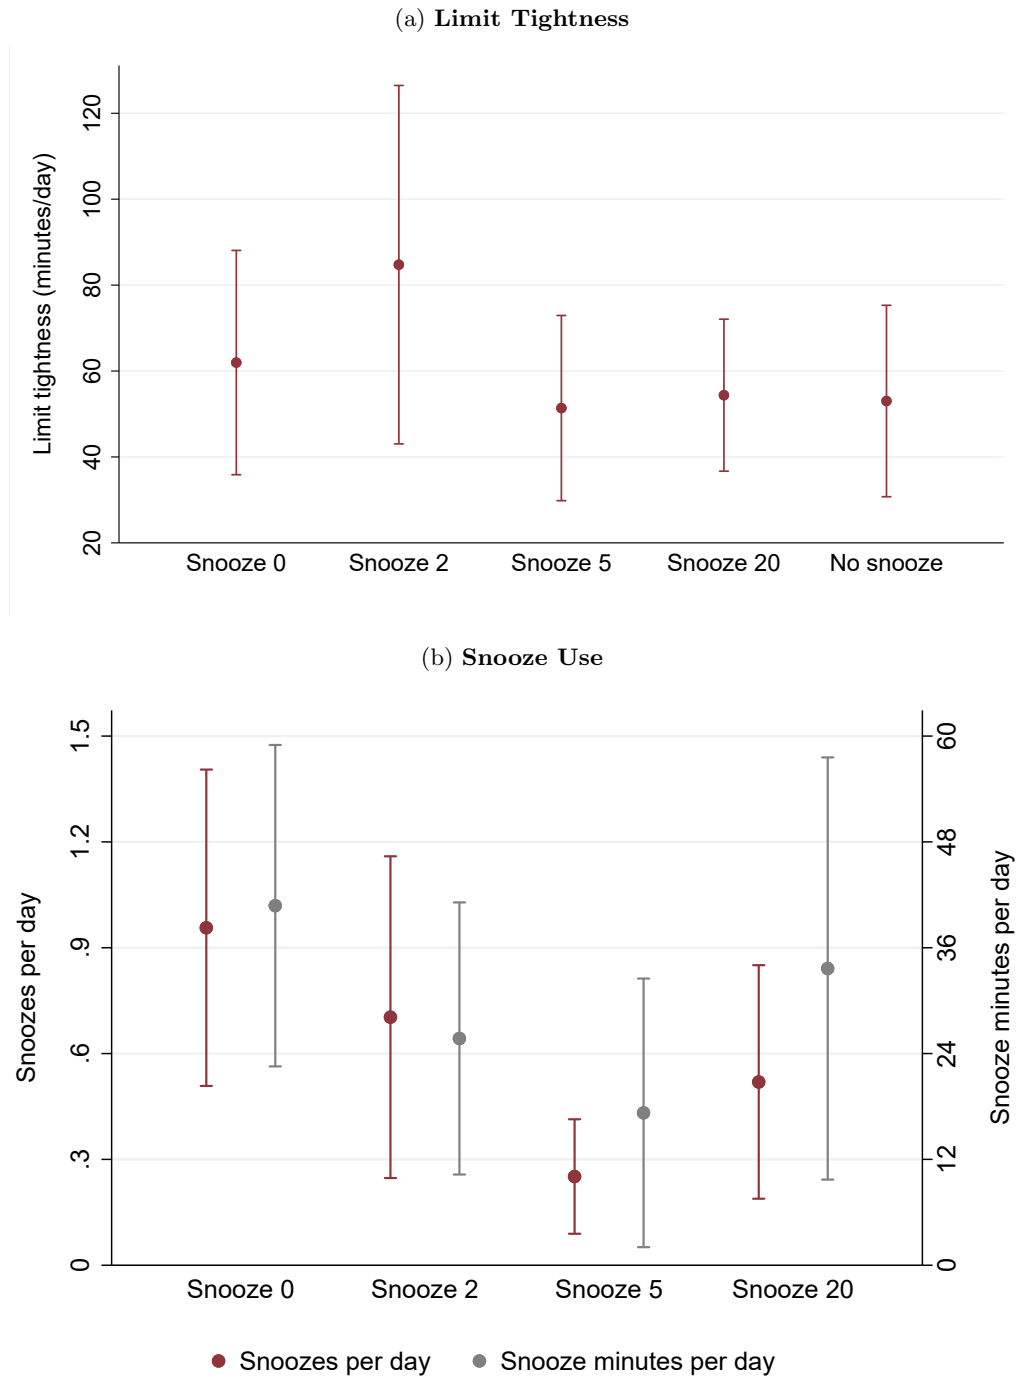 (a) Limit Tightness
Limit tightness (minutes/day)
120
100
80
60
40
20
Snooze 0 Snooze 2 Snooze 5 Snooze 20 No snooze
(b) Snooze Use
Snoozes per day
1.5
1.2
.9
.6
.3
0
60
48
36
24
12
0
Snooze minutes per day
Snooze 0 Snooze 2 Snooze 5 Snooze 20
Snoozes per day Snooze minutes per day